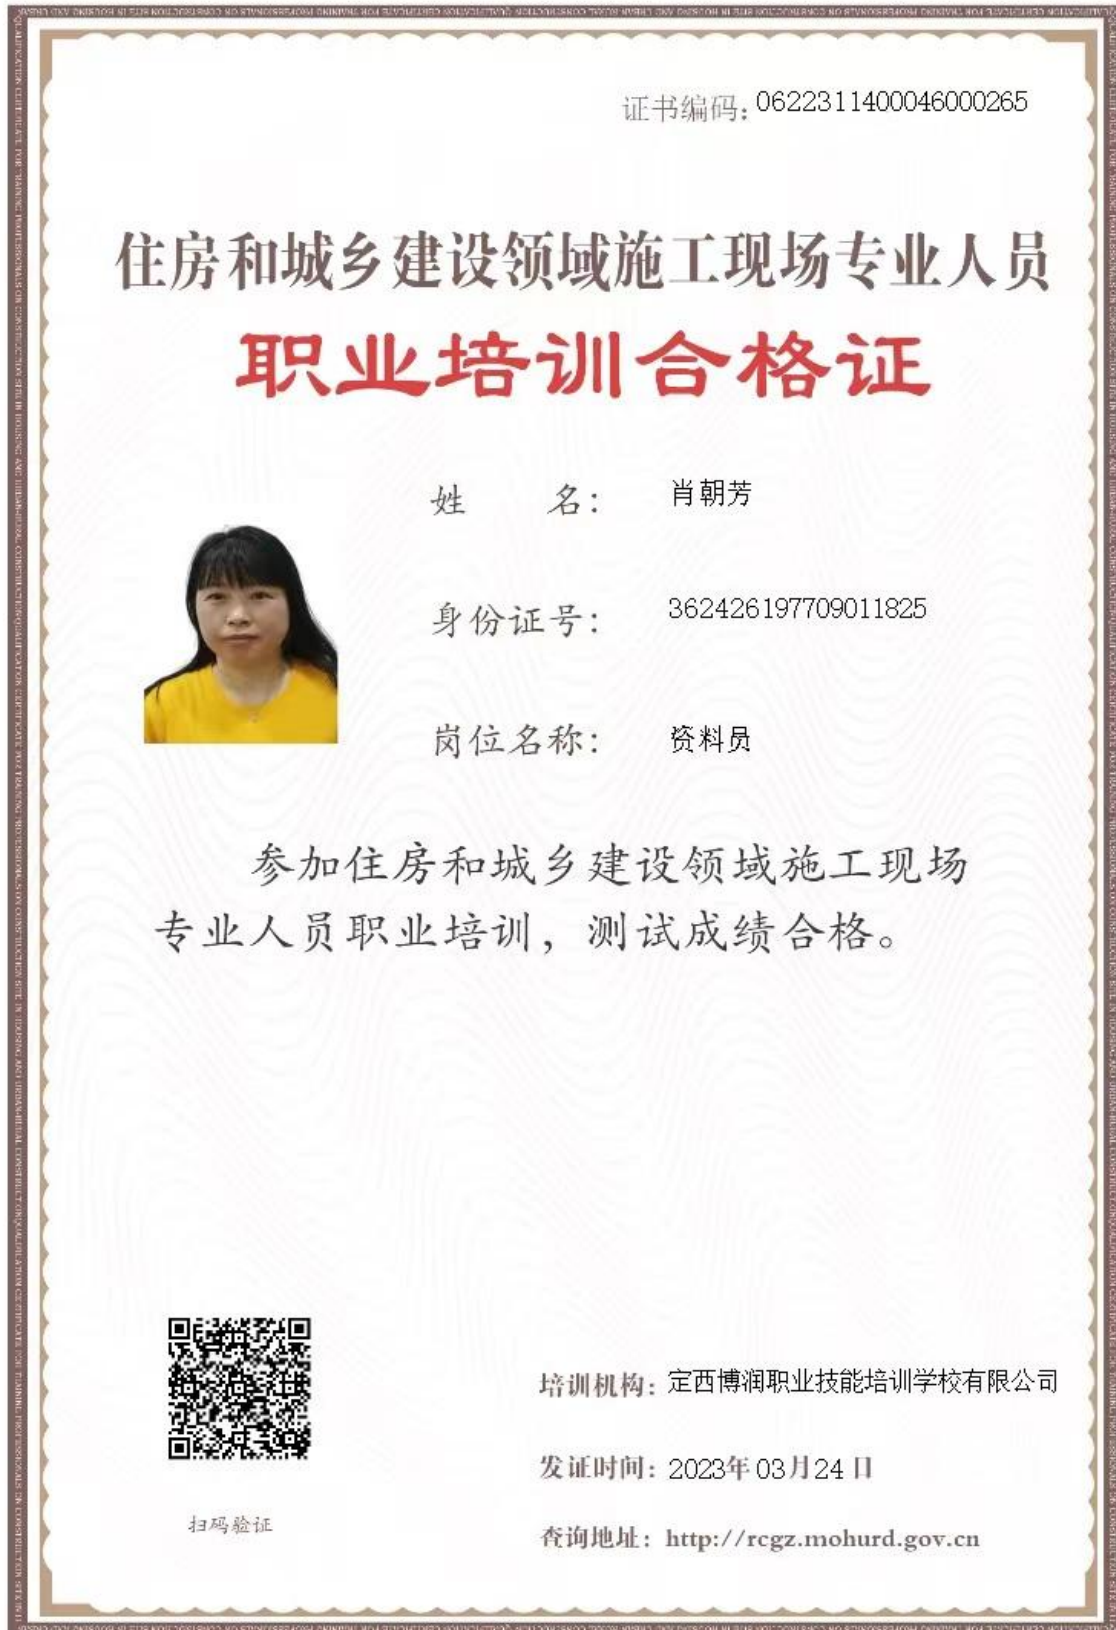 证书编码：0622311400046000265
住房和城乡建设领域施工现场专业人员
职业培训合格证
姓名：肖朝芳
身份证号：362426197709011825
岗位名称：资料员
参加住房和城乡建设领域施工现场
专业人员职业培训，测试成绩合格。
培训机构：定西博润职业技能培训学校有限公司
发证时间：2023年03月24日
扫码验证
查询地址：http://rcgz.mohurd.gov.cn